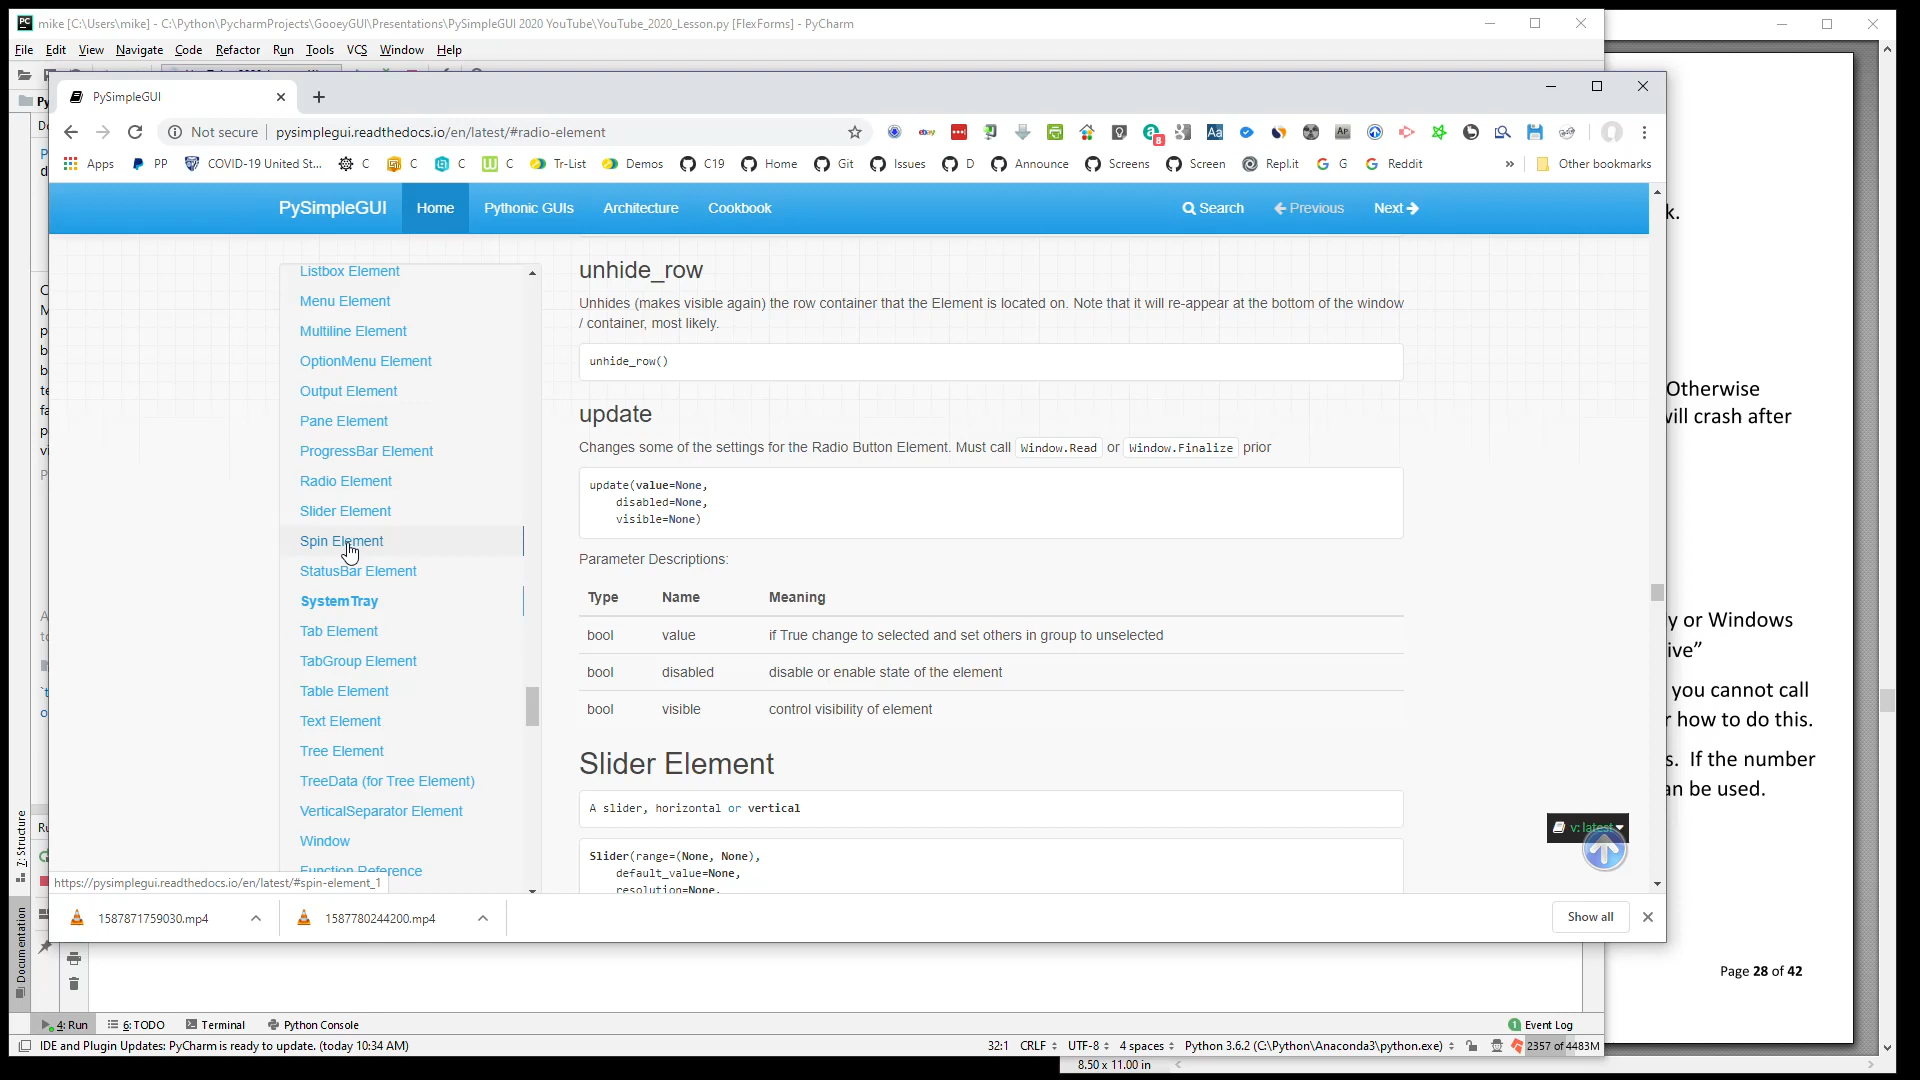 mike [C:\Users\mike] - C:\Python\PycharmProjects\GooeyGUI\Presentations\PySimpleGUI 2020 YouTube\YouTube_2020_Lesson.py [FlexForms] - PyCharm
File Edit View Navigate Code Refactor Run Tools VCS Window Help
PySimpleGUI
Not secure pysimplegui.readthedocs.io/en/latest/#radio-element
Apps PP COVID-19 United St... C C C C Tr-List Demos C19 Home Git Issues D Announce Screens Screen Repl.it G Reddit » Other bookmarks
PySimpleGUI Home Pythonic GUIs Architecture Cookbook Search Previous Next
k.
Listbox Element
Menu Element
Multiline Element
OptionMenu Element
Output Element
Pane Element
ProgressBar Element
Radio Element
Slider Element
Spin Element
StatusBar Element
SystemTray
Tab Element
TabGroup Element
Table Element
Text Element
Tree Element
TreeData (for Tree Element)
VerticalSeparator Element
Window
Function Reference
https://pysimplegui.readthedocs.io/en/latest/#spin-element_1
unhide_row
Unhides (makes visible again) the row container that the Element is located on. Note that it will re-appear at the bottom of the window
/ container, most likely.
unhide_row()
update
Changes some of the settings for the Radio Button Element. Must call Window.Read or Window.Finalize prior
update(value=None,
disabled=None,
visible=None)
Parameter Descriptions:
Type Name Meaning
bool value if True change to selected and set others in group to unselected
bool disabled disable or enable state of the element
bool visible control visibility of element
Slider Element
A slider, horizontal or vertical
Slider(range=(None, None),
default_value=None,
resolution=None,
v: latest
Otherwise
will crash after
y or Windows
ive”
you cannot call
r how to do this.
s. If the number
an be used.
Page 28 of 42
1587871759030.mp4 1587780244200.mp4 Show all
7: Structure
Documentation
4: Run 6: TODO Terminal Python Console 1 Event Log
IDE and Plugin Updates: PyCharm is ready to update. (today 10:34 AM) 32:1 CRLF UTF-8 4 spaces Python 3.6.2 (C:\Python\Anaconda3\python.exe) 2357 of 4483M
8.50 x 11.00 in